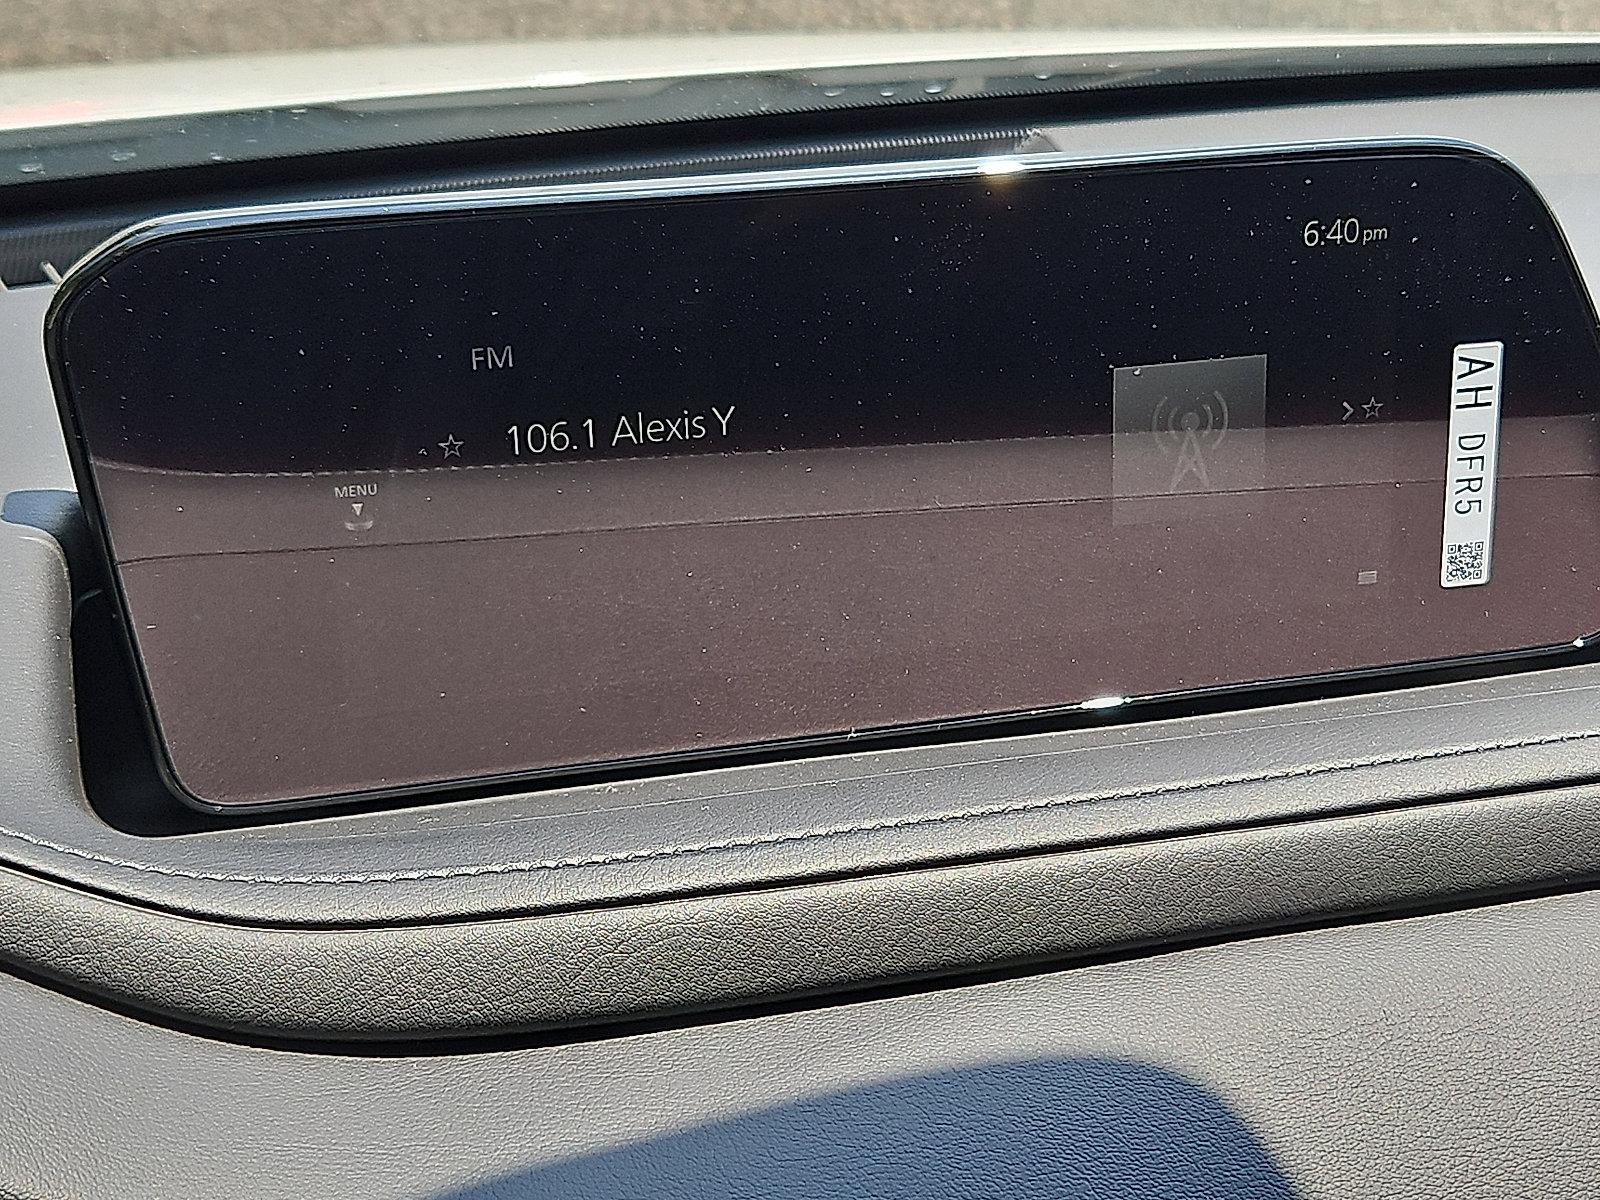 6:40pm
FM
106.1 Alexis Y
MENU
AH DFR5